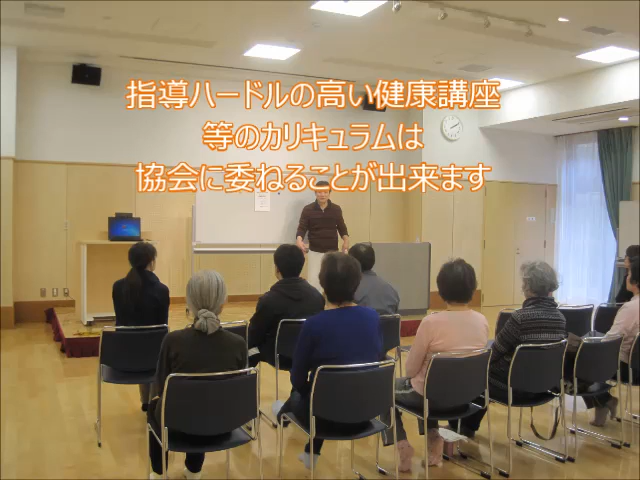 指導ハードルの高い健康講座
等のカリキュラムは
協会に委ねることが出来ます